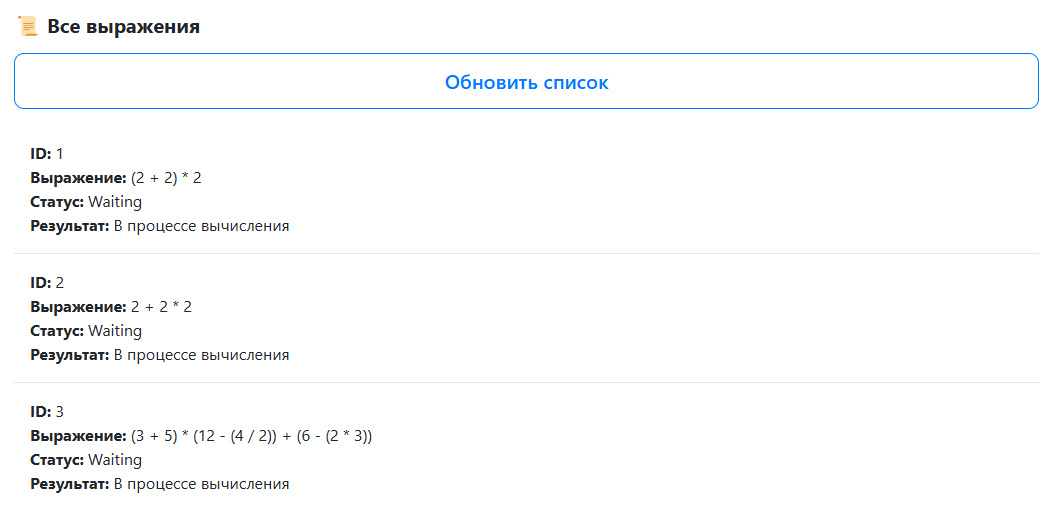 Все выражения
Обновить список
ID: 1
Выражение: (2 + 2) * 2
Статус: Waiting
Результат: В процессе вычисления
ID: 2
Выражение: 2 + 2 * 2
Статус: Waiting
Результат: В процессе вычисления
ID: 3
Выражение: (3 + 5) * (12 - (4 / 2)) + (6 - (2 * 3))
Статус: Waiting
Результат: В процессе вычисления